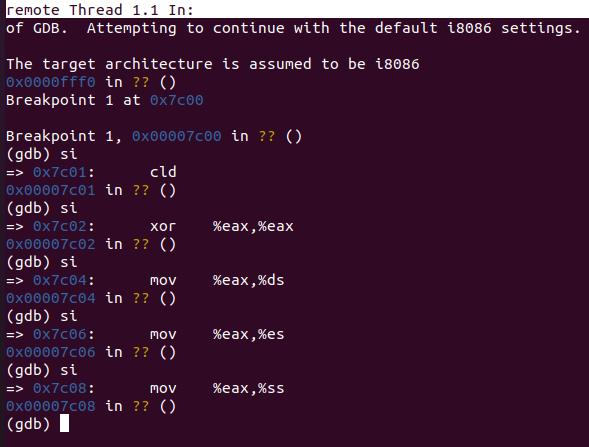 remote Thread 1.1 In:
of GDB.  Attempting to continue with the default i8086 settings.
The target architecture is assumed to be i8086
0x0000fff0 in ?? ()
Breakpoint 1 at 0x7c00
Breakpoint 1, 0x00007c00 in ?? ()
(gdb) si
=> 0x7c01:      cld
0x00007c01 in ?? ()
(gdb) si
=> 0x7c02:      xor    %eax,%eax
0x00007c02 in ?? ()
(gdb) si
=> 0x7c04:      mov    %eax,%ds
0x00007c04 in ?? ()
(gdb) si
=> 0x7c06:      mov    %eax,%es
0x00007c06 in ?? ()
(gdb) si
=> 0x7c08:      mov    %eax,%ss
0x00007c08 in ?? ()
(gdb)